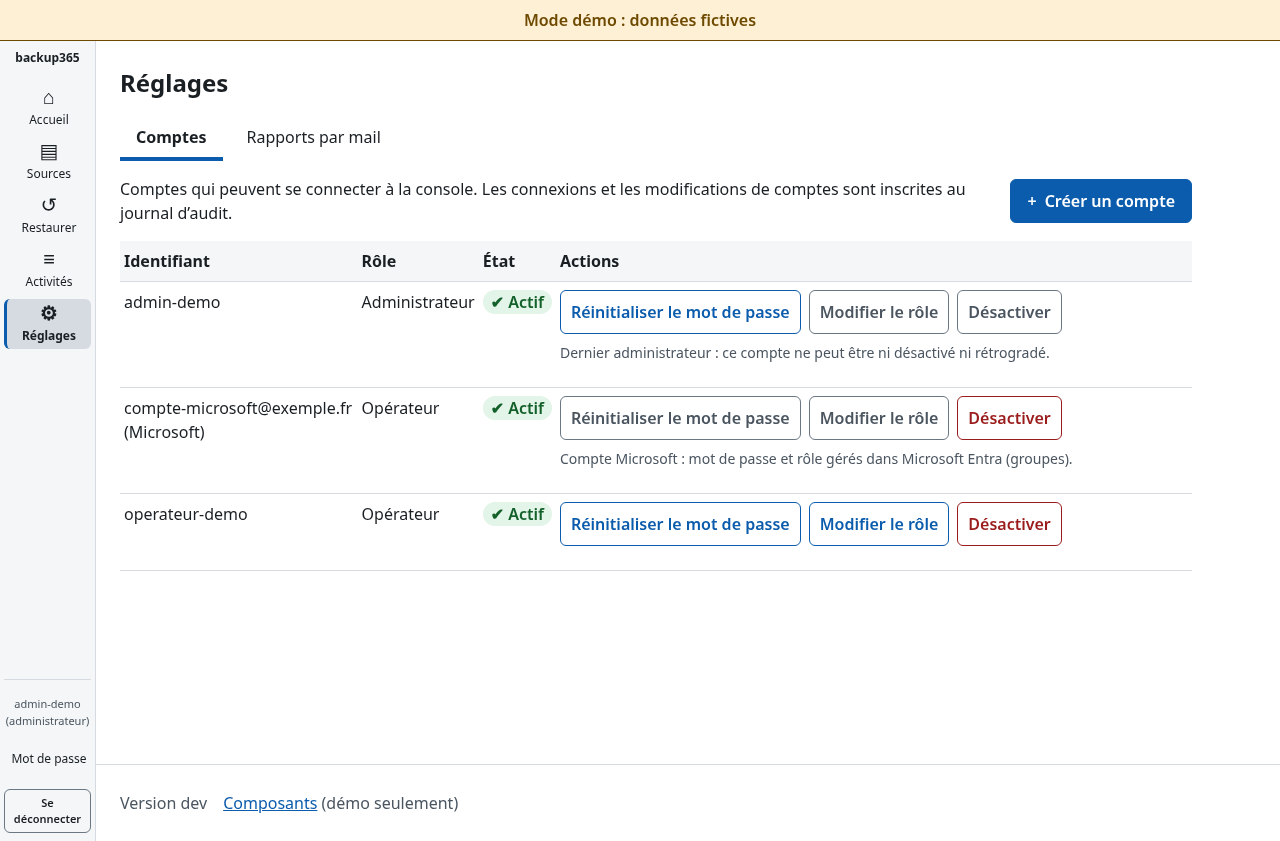 Mode démo : données fictives
backup365
Accueil
Sources
Restaurer
Activités
Réglages
admin-demo
(administrateur)
Mot de passe
Se
déconnecter
Réglages
Comptes
Rapports par mail
Comptes qui peuvent se connecter à la console. Les connexions et les modifications de comptes sont inscrites au
journal d’audit.
+ Créer un compte
Identifiant Rôle État Actions
admin-demo Administrateur ✔ Actif Réinitialiser le mot de passe Modifier le rôle Désactiver
Dernier administrateur : ce compte ne peut être ni désactivé ni rétrogradé.
compte-microsoft@exemple.fr Opérateur ✔ Actif Réinitialiser le mot de passe Modifier le rôle Désactiver
(Microsoft)
Compte Microsoft : mot de passe et rôle gérés dans Microsoft Entra (groupes).
operateur-demo Opérateur ✔ Actif Réinitialiser le mot de passe Modifier le rôle Désactiver
Version dev Composants (démo seulement)